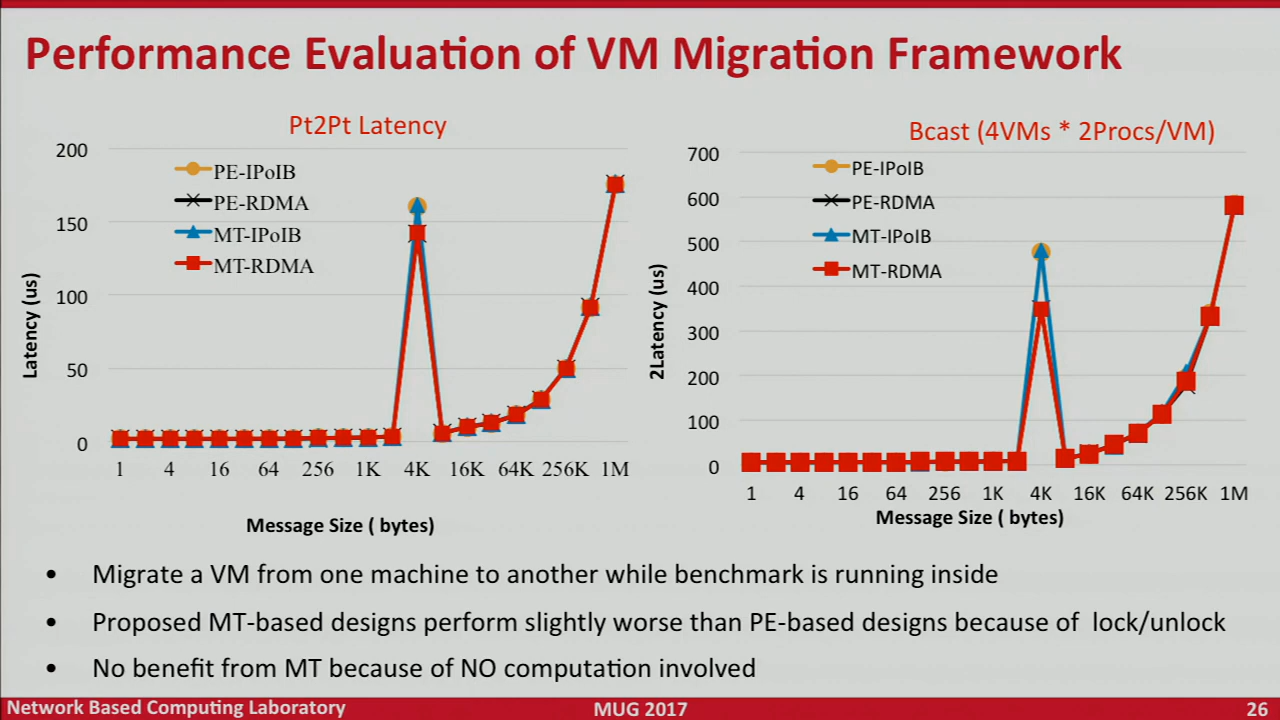 Performance Evaluation of VM Migration Framework
Pt2Pt Latency
200
150
100
50
0
Latency (us)
PE-IPoIB
PE-RDMA
MT-IPoIB
MT-RDMA
1 4 16 64 256 1K 4K 16K 64K 256K 1M
Message Size ( bytes)
Bcast (4VMs * 2Procs/VM)
700
600
500
400
300
200
100
0
2Latency (us)
PE-IPoIB
PE-RDMA
MT-IPoIB
MT-RDMA
1 4 16 64 256 1K 4K 16K 64K 256K 1M
Message Size ( bytes)
• Migrate a VM from one machine to another while benchmark is running inside
• Proposed MT-based designs perform slightly worse than PE-based designs because of lock/unlock
• No benefit from MT because of NO computation involved
Network Based Computing Laboratory MUG 2017 26